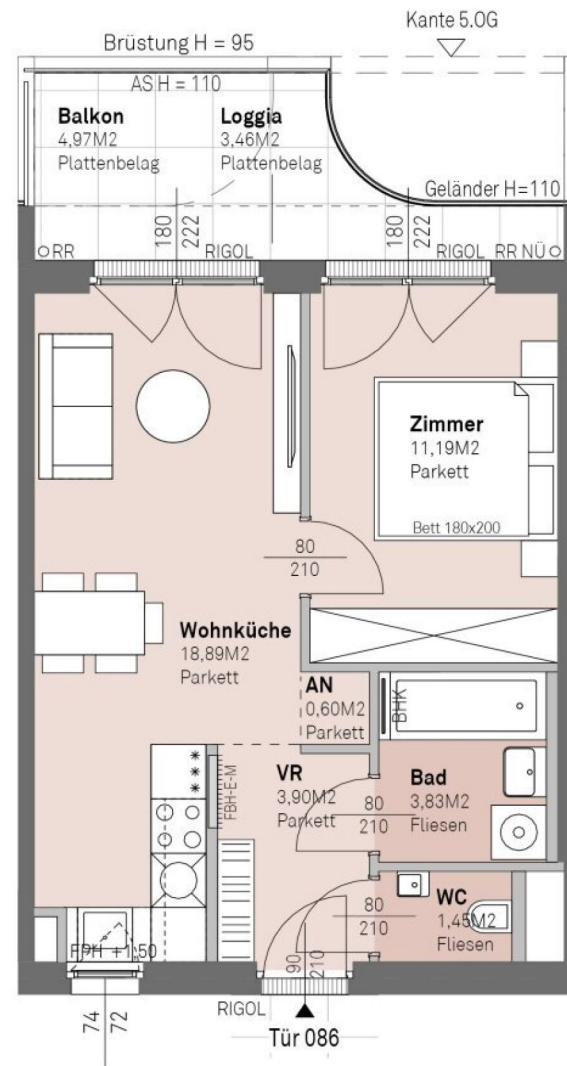 Kante 5.OG
Brüstung H = 95
AS H = 110
Balkon
4,97M2
Plattenbelag
Loggia
3,46M2
Plattenbelag
Geländer H=110
180
222
180
222
RR
RIGOL
RIGOL
RR NÜ
Zimmer
11,19M2
Parkett
Bett 180x200
80
210
Wohnküche
18,89M2
Parkett
AN
0,60M2
Parkett
BHK
VR
3,90M2
Parkett
FBH-E-M
80
210
Bad
3,83M2
Fliesen
80
210
WC
1,45M2
Fliesen
FPH +1,50
90
210
74
72
RIGOL
Tür 086